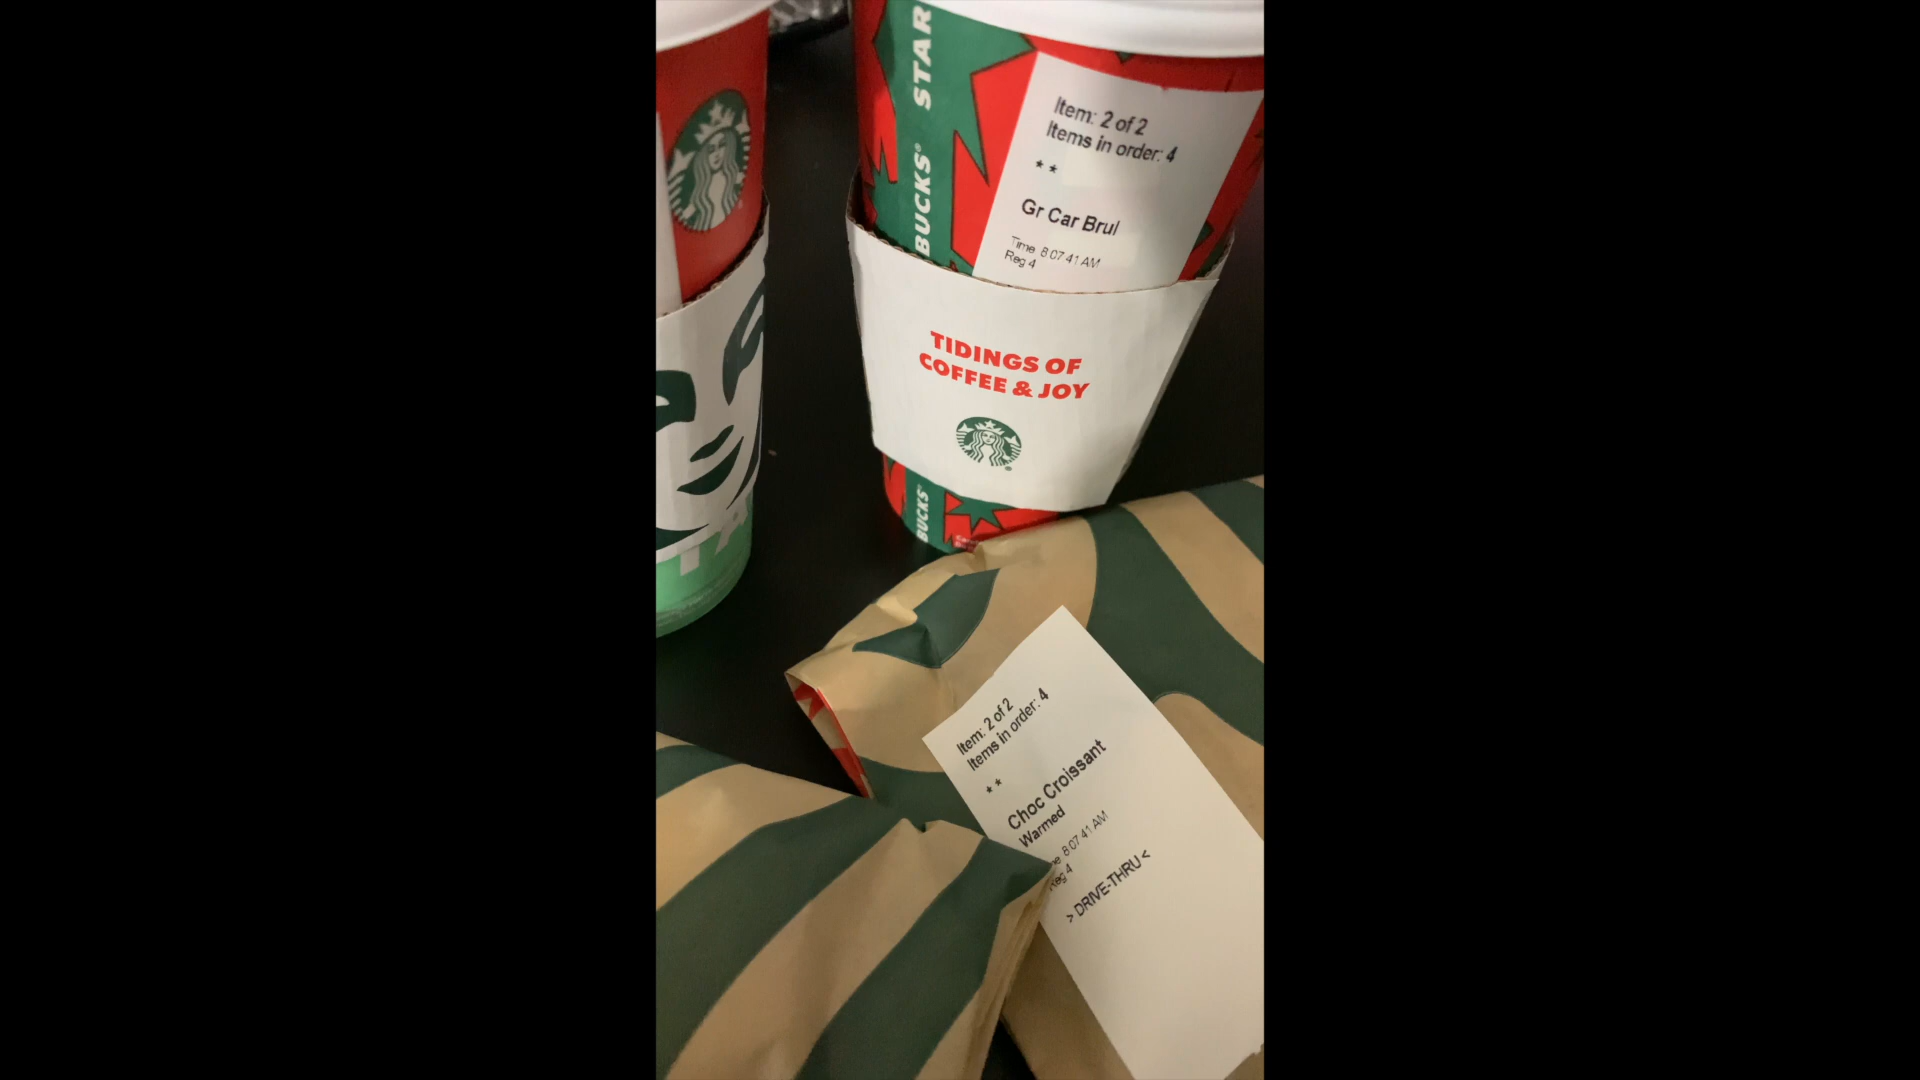 STAR
BUCKS®
BUCKS
Item: 2 of 2
Items in order: 4
* *
Gr Car Brul
Time 8 07 41 AM
Reg 4
TIDINGS OF
COFFEE & JOY
Item: 2 of 2
Items in order: 4
* *
Choc Croissant
Warmed
8 07 41 AM
Reg 4
> DRIVE-THRU <